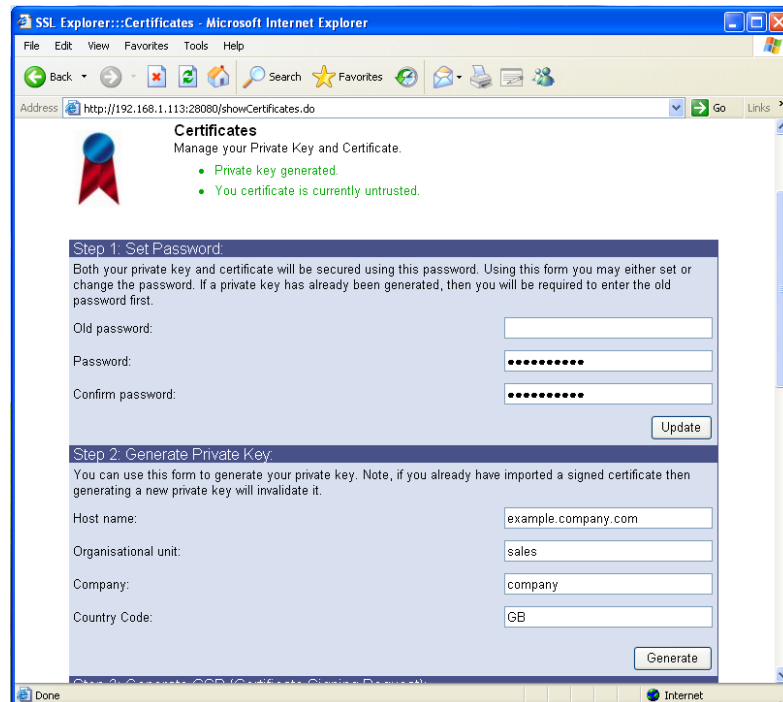 SSL Explorer:::Certificates - Microsoft Internet Explorer
File Edit View Favorites Tools Help
Back Search Favorites
Address http://192.168.1.113:28080/showCertificates.do Go Links
Certificates
Manage your Private Key and Certificate.
Private key generated.
You certificate is currently untrusted.
Step 1: Set Password:
Both your private key and certificate will be secured using this password. Using this form you may either set or
change the password. If a private key has already been generated, then you will be required to enter the old
password first.
Old password:
Password:
Confirm password:
Update
Step 2: Generate Private Key:
You can use this form to generate your private key. Note, if you already have imported a signed certificate then
generating a new private key will invalidate it.
Host name: example.company.com
Organisational unit: sales
Company: company
Country Code: GB
Generate
Step 3: Generate CSR (Certificate Signing Request):
Done Internet